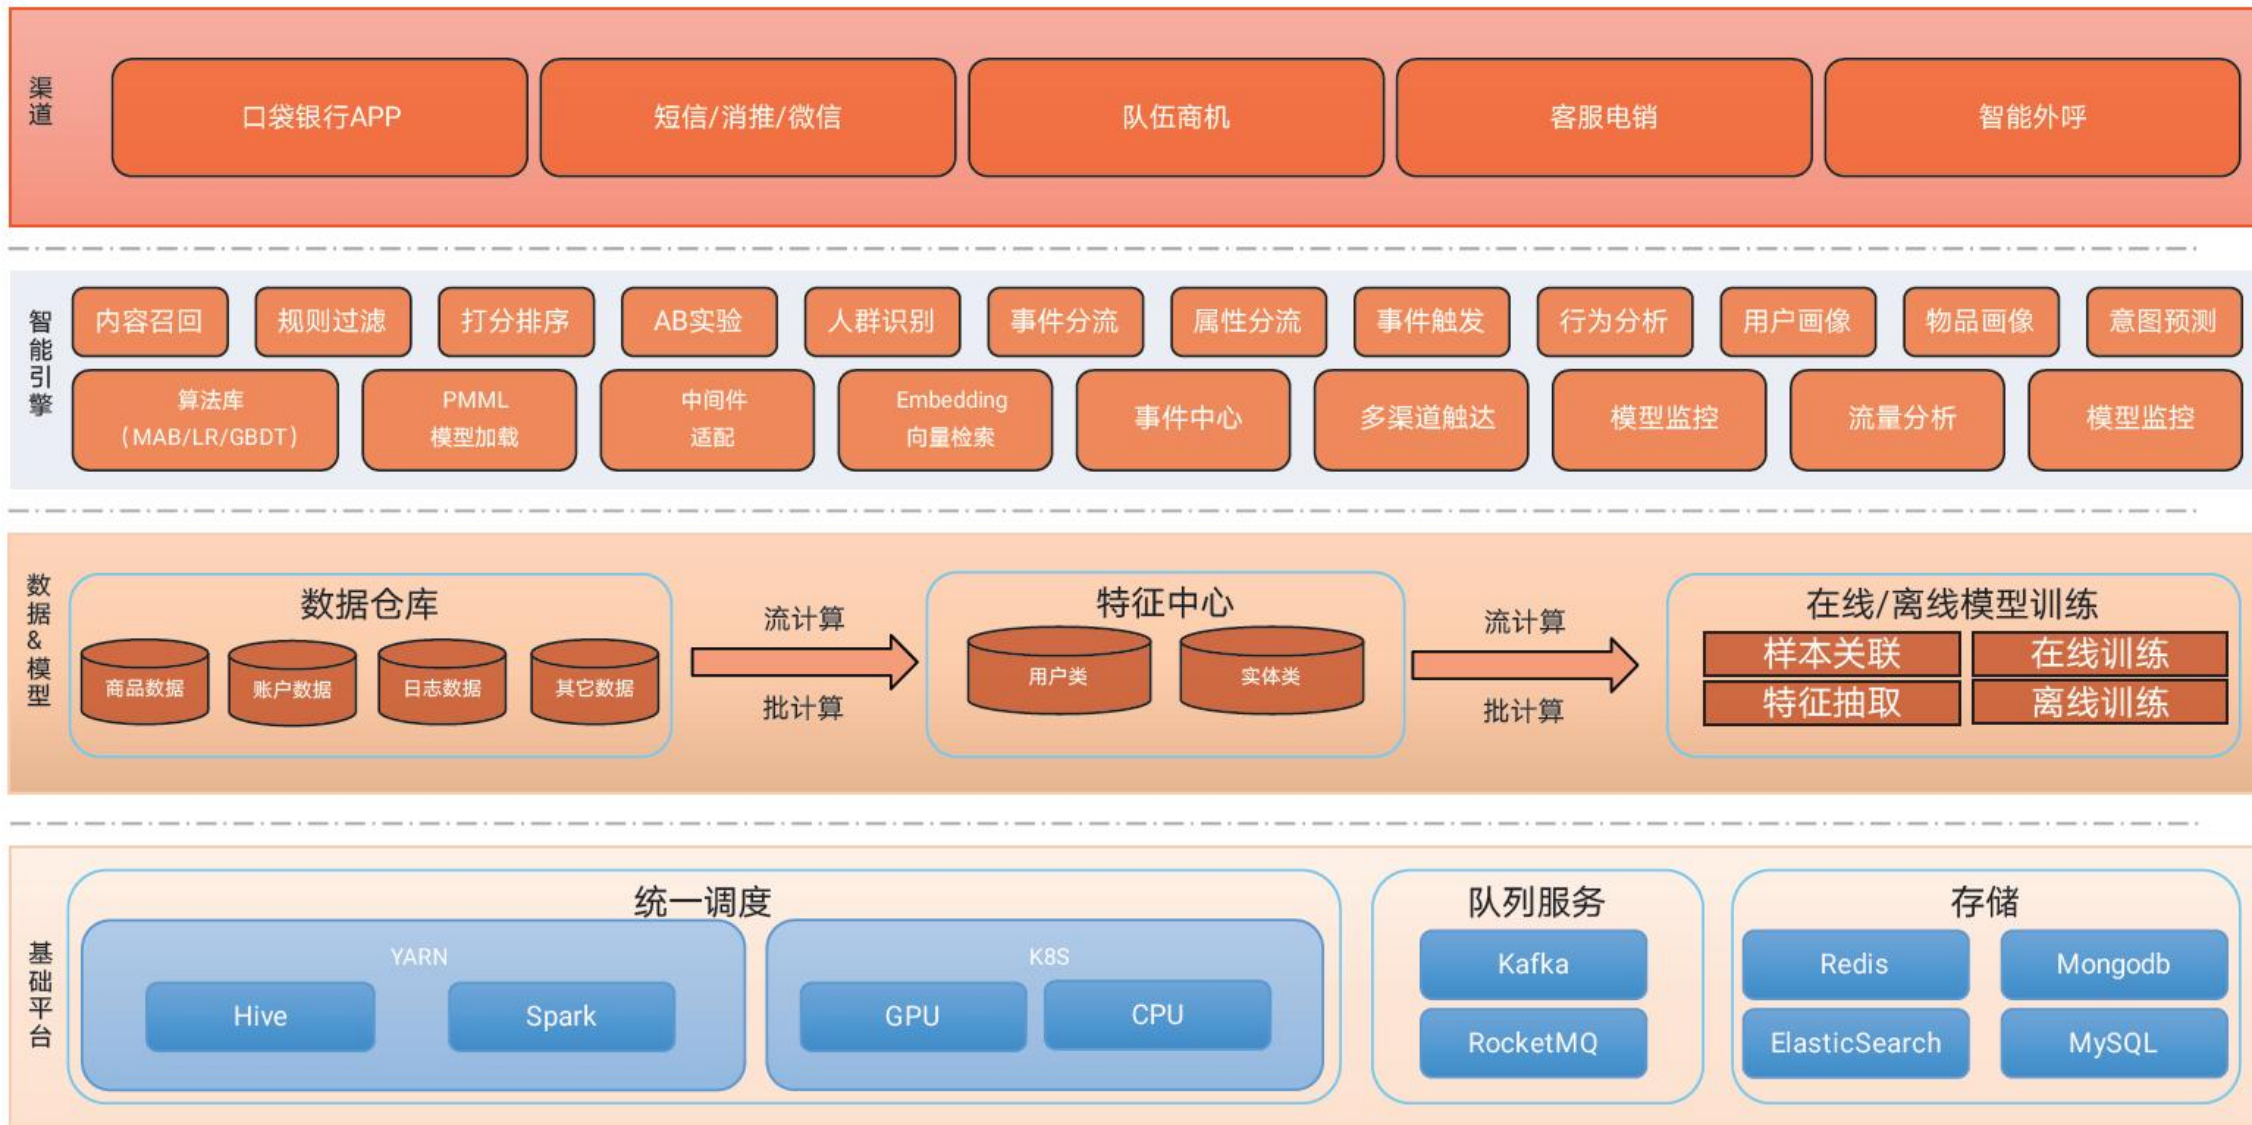 渠道
口袋银行APP
短信/消推/微信
队伍商机
客服电销
智能外呼
智能引擎
内容召回
规则过滤
打分排序
AB实验
人群识别
事件分流
属性分流
事件触发
行为分析
用户画像
物品画像
意图预测
算法库
(MAB/LR/GBDT)
PMML
模型加载
中间件
适配
Embedding
向量检索
事件中心
多渠道触达
模型监控
流量分析
模型监控
数据&模型
数据仓库
商品数据
账户数据
日志数据
其它数据
流计算
批计算
特征中心
用户类
实体类
流计算
批计算
在线/离线模型训练
样本关联
在线训练
特征抽取
离线训练
基础平台
统一调度
YARN
Hive
Spark
K8S
GPU
CPU
队列服务
Kafka
RocketMQ
存储
Redis
Mongodb
ElasticSearch
MySQL